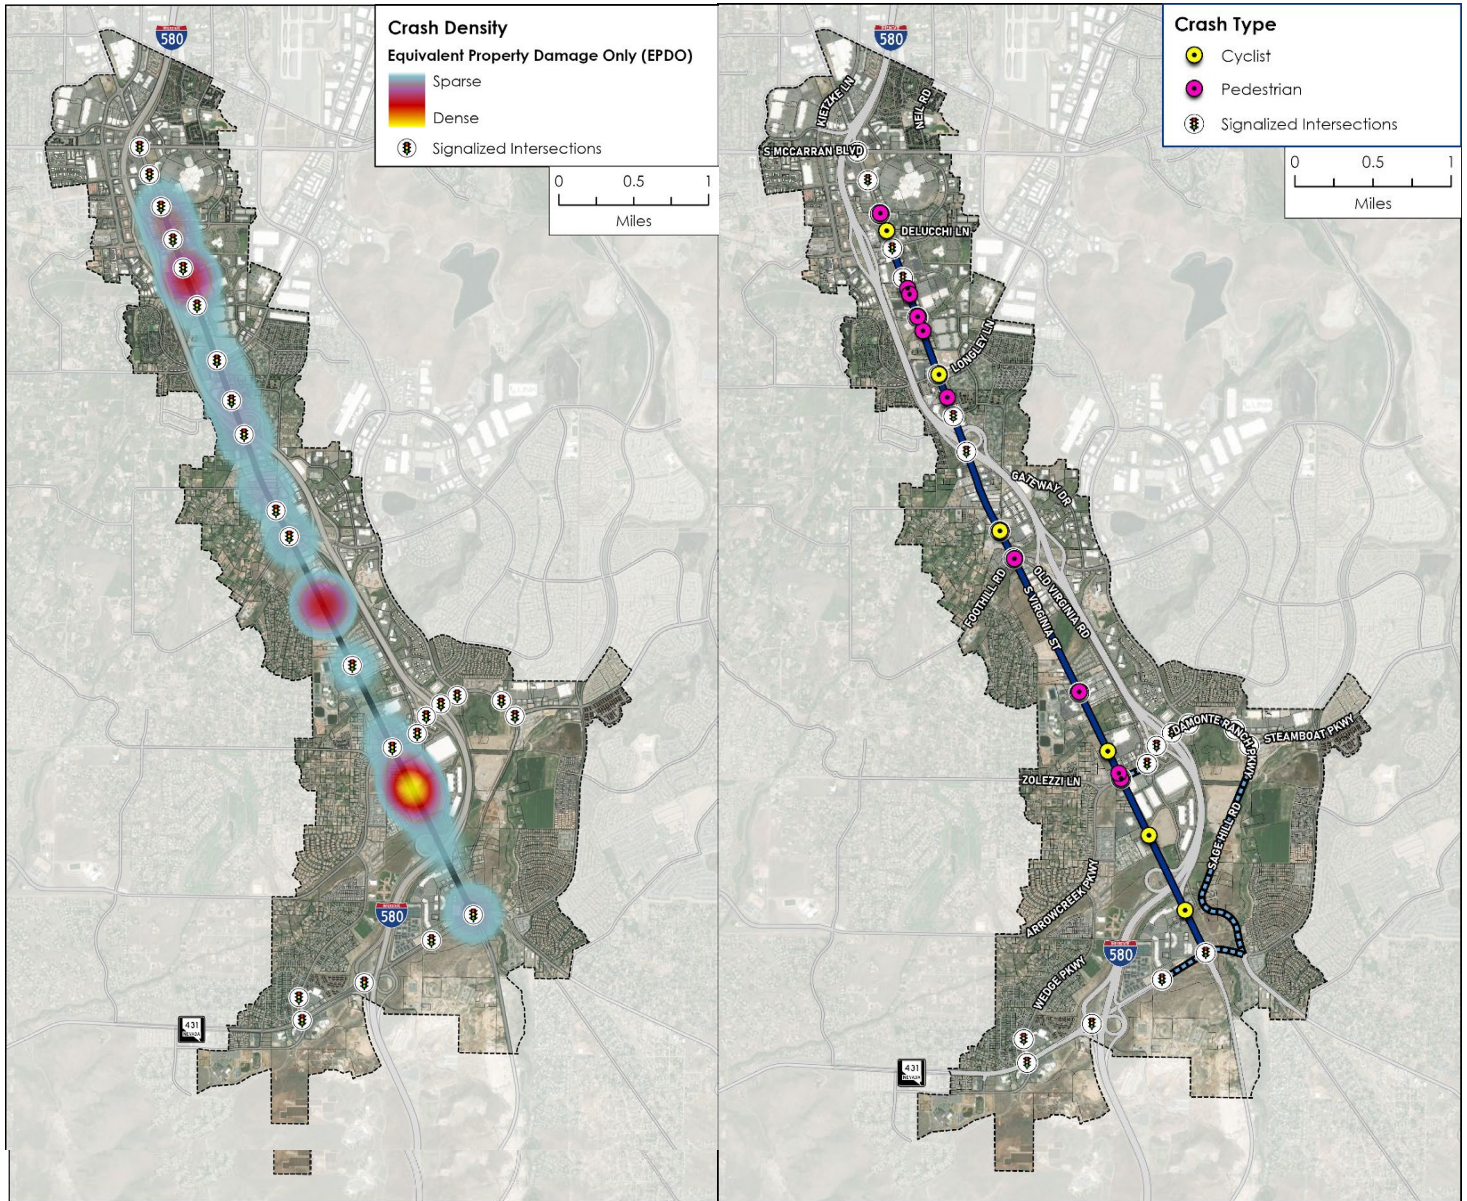 INTERSTATE
580
Crash Density
Equivalent Property Damage Only (EPDO)
Sparse
Dense
Signalized Intersections
0 0.5 1
Miles
580
431
NEVADA
580
Crash Type
Cyclist
Pedestrian
Signalized Intersections
0 0.5 1
Miles
KIETZKE LN
NEIL RD
S MCCARRAN BLVD
DELUCCHI LN
LONGLEY LN
GATEWAY DR
FOOTHILL RD
OLD VIRGINIA RD
S VIRGINIA ST
DAMONTE RANCH PKWY
STEAMBOAT PKWY
ZOLEZZI LN
SAGE HILL RD
ARROWCREEK PKWY
580
WEDGE PKWY
431
NEVADA